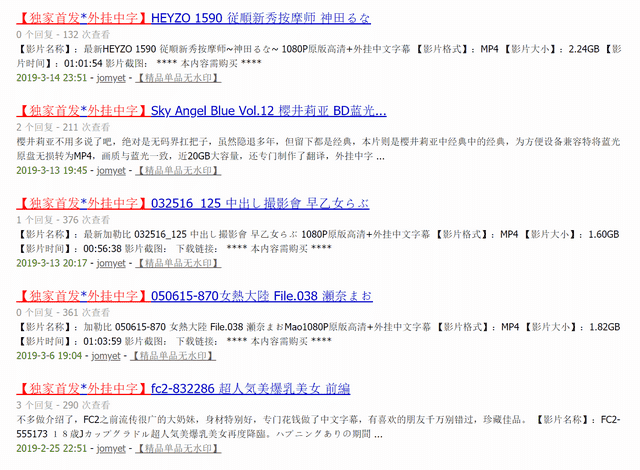 【独家首发*外挂中字】HEYZO 1590 従順新秀按摩师 神田るな
0 个回复 - 132 次查看
【影片名称】：最新HEYZO 1590 従順新秀按摩师~神田るな~ 1080P原版高清+外挂中文字幕 【影片格式】：MP4 【影片大小】：2.24GB 【影
片时间】：01:01:54 影片截图： **** 本内容需购买 ****
2019-3-14 23:51 - jomyet - 【精品单品无水印】
【独家首发*外挂中字】Sky Angel Blue Vol.12 樱井莉亚 BD蓝光...
2 个回复 - 211 次查看
樱井莉亚不用多说了吧，绝对是无码界扛把子，虽然隐退多年，但留下都是经典，本片则是樱井莉亚中经典中的经典，为方便设备兼容特将蓝光
原盘无损转为MP4，画质与蓝光一致，近20GB大容量，还专门制作了翻译，外挂中字 ...
2019-3-13 19:45 - jomyet - 【精品单品无水印】
【独家首发*外挂中字】032516_125 中出し撮影會 早乙女らぶ
1 个回复 - 376 次查看
【影片名称】：最新加勒比 032516_125 中出し撮影會 早乙女らぶ 1080P原版高清+外挂中文字幕 【影片格式】：MP4 【影片大小】：1.60GB
【影片时间】：00:56:38 影片截图： 下载链接： **** 本内容需购买 ****
2019-3-13 20:17 - jomyet - 【精品单品无水印】
【独家首发*外挂中字】050615-870女熱大陸 File.038 瀬奈まお
0 个回复 - 361 次查看
【影片名称】：加勒比 050615-870 女熱大陸 File.038 瀬奈まおMao1080P原版高清+外挂中文字幕 【影片格式】：MP4 【影片大小】：1.82GB
【影片时间】：01:03:59 影片截图： 下载链接： **** 本内容需购买 ****
2019-3-6 19:04 - jomyet - 【精品单品无水印】
【独家首发*外挂中字】fc2-832286 超人気美爆乳美女 前編
3 个回复 - 290 次查看
不多做介绍了，FC2之前流传很广的大奶妹，身材特别好，专门花钱做了中文字幕，有喜欢的朋友千万别错过，珍藏佳品。 【影片名称】：FC2-
555173 １８歳Jカップグラドル超人気美爆乳美女再度降臨。ハプニングありの期間 ...
2019-2-25 22:51 - jomyet - 【精品单品无水印】